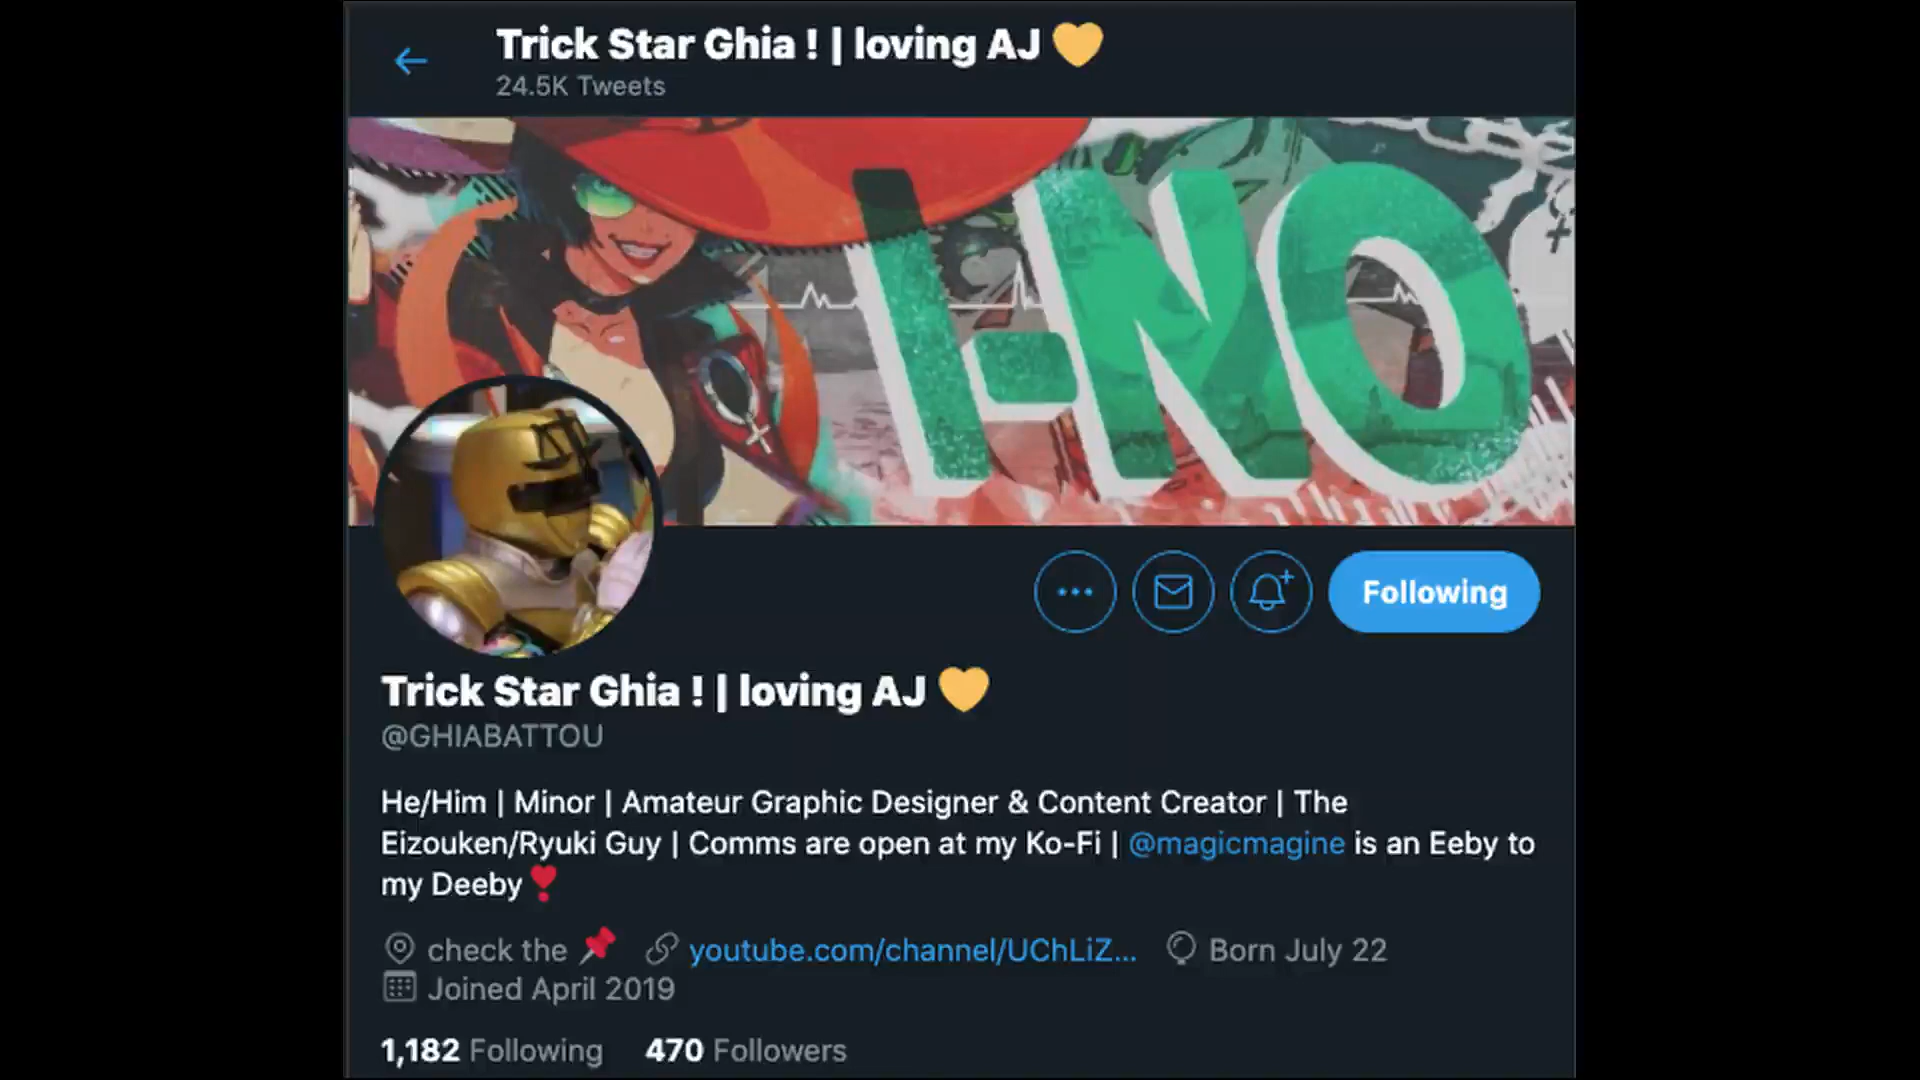 Trick Star Ghia ! | loving AJ 💛
24.5K Tweets
I-NO
Following
Trick Star Ghia ! | loving AJ 💛
@GHIABATTOU
He/Him | Minor | Amateur Graphic Designer & Content Creator | The
Eizouken/Ryuki Guy | Comms are open at my Ko-Fi | @magicmagine is an Eeby to
my Deeby❣️
check the 📌 youtube.com/channel/UChLiZ... Born July 22
Joined April 2019
1,182 Following 470 Followers